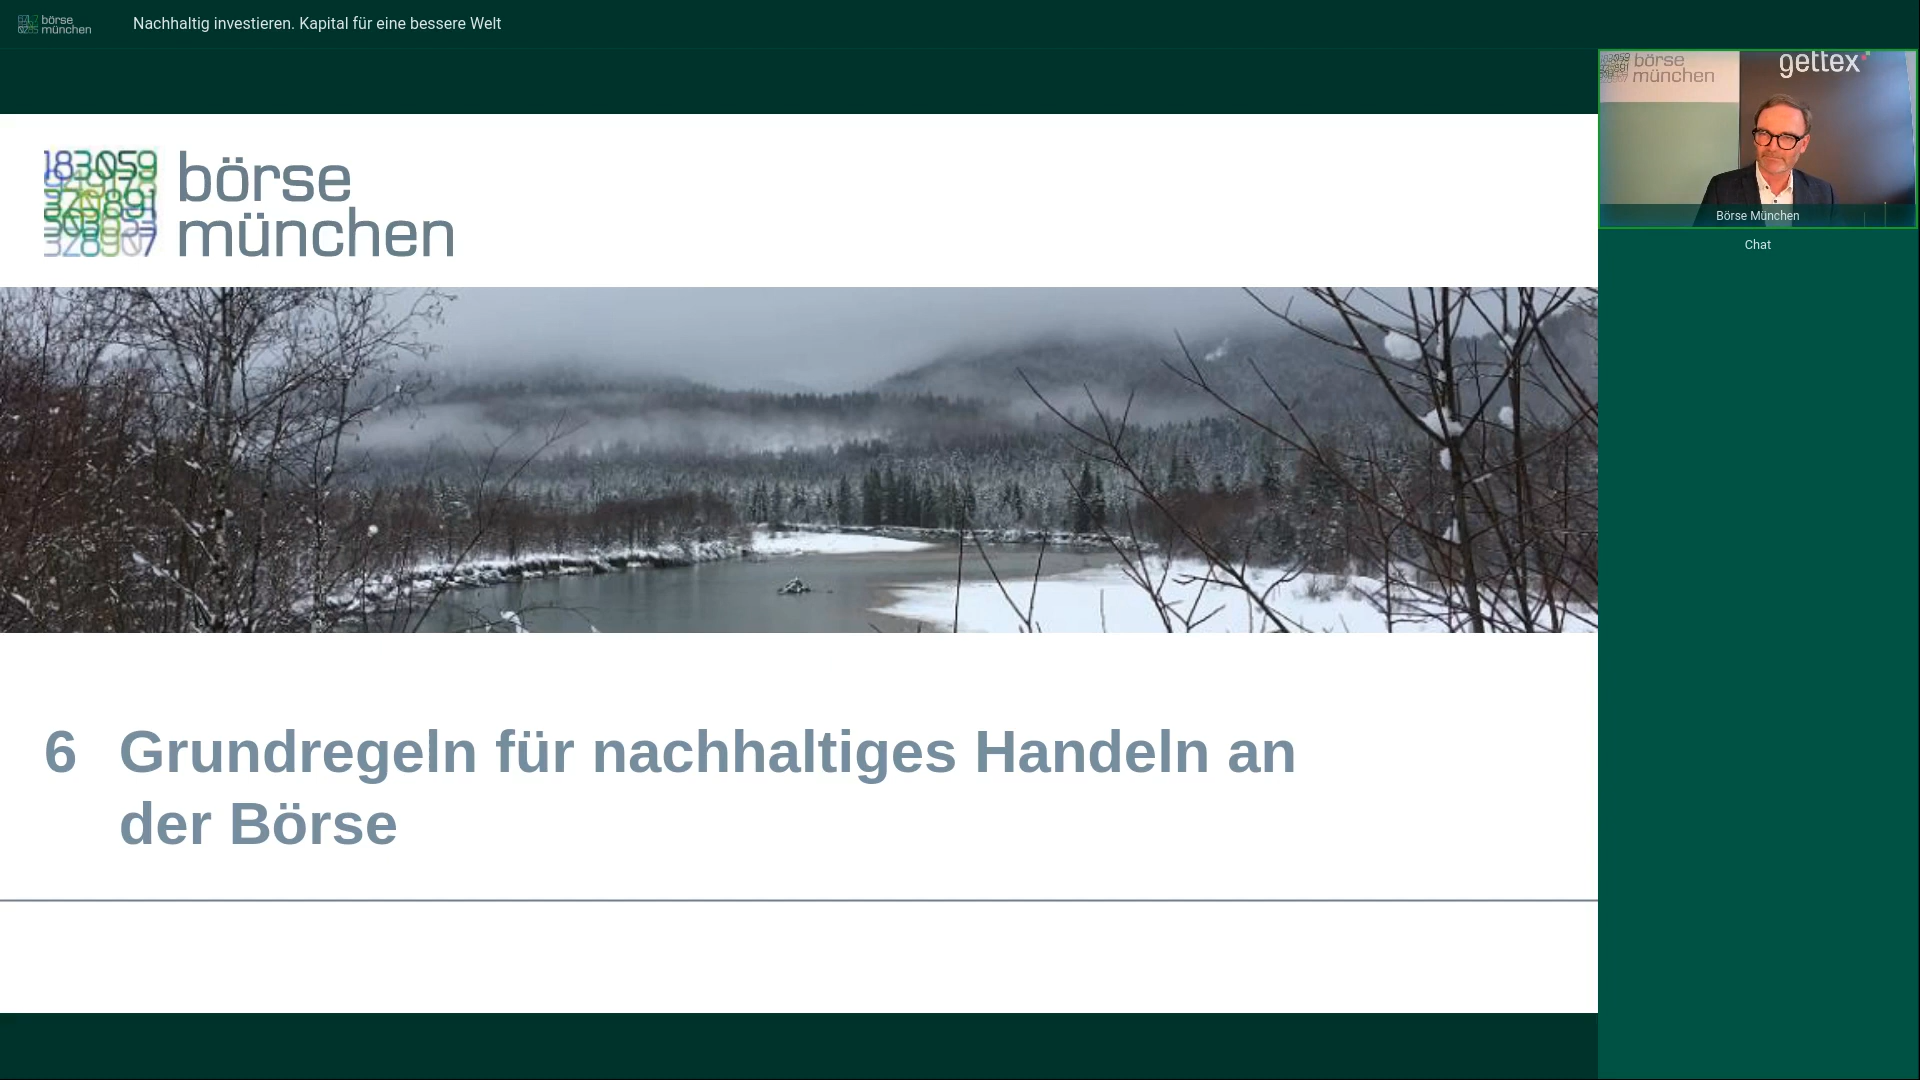 börse
münchen
Nachhaltig investieren. Kapital für eine bessere Welt
börse
münchen
gettex
Börse München
Chat
183059
börse
münchen
6 Grundregeln für nachhaltiges Handeln an
der Börse